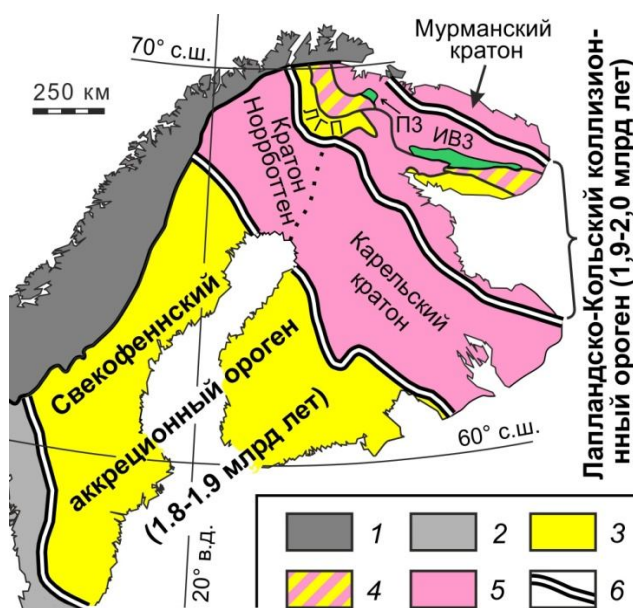 70° с.ш.
Мурманский
кратон
250 км
ЛГП
П3
ИВ3
Кратон
Норрботтен
Карельский
кратон
Лапландско-Кольский коллизион-
нный ороген (1,9-2,0 млрд лет)
Свекофеннский
аккреционный ороген
(1.8-1.9 млрд лет)
60° с.ш.
20° в.д.
1
2
3
4
5
6